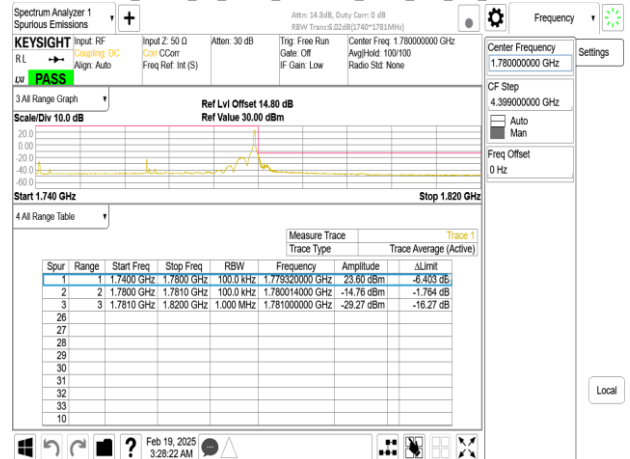 Spectrum Analyzer 1
Spurious Emissions
Attn: 14.3dB, Duty Corr: 0 dB
RBW Trans:6.02dB(1740~1781MHz)
Frequency
KEYSIGHT
RL
LXI PASS
Input: RF
Coupling: DC
Align: Auto
Input Z: 50 Ω
Corr CCorr
Freq Ref: Int (S)
Atten: 30 dB
Trig: Free Run
Gate: Off
IF Gain: Low
Center Freq: 1.780000000 GHz
Avg|Hold: 100/100
Radio Std: None
Center Frequency
1.780000000 GHz
Settings
CF Step
4.399000000 GHz
Auto
Man
Freq Offset
0 Hz
Local
3 All Range Graph
Scale/Div 10.0 dB
Ref Lvl Offset 14.80 dB
Ref Value 30.00 dBm
20.0
0.00
-20.0
-40.0
-60.0
Start 1.740 GHz Stop 1.820 GHz
4 All Range Table
Measure Trace Trace 1
Trace Type Trace Average (Active)
Spur Range Start Freq Stop Freq RBW Frequency Amplitude ΔLimit
1 1 1.7400 GHz 1.7800 GHz 100.0 kHz 1.779320000 GHz 23.60 dBm -6.403 dB
2 2 1.7800 GHz 1.7810 GHz 100.0 kHz 1.780014000 GHz -14.76 dBm -1.764 dB
3 3 1.7810 GHz 1.8200 GHz 1.000 MHz 1.781000000 GHz -29.27 dBm -16.27 dB
26
27
28
29
30
31
32
33
10
Feb 19, 2025
3:28:22 AM